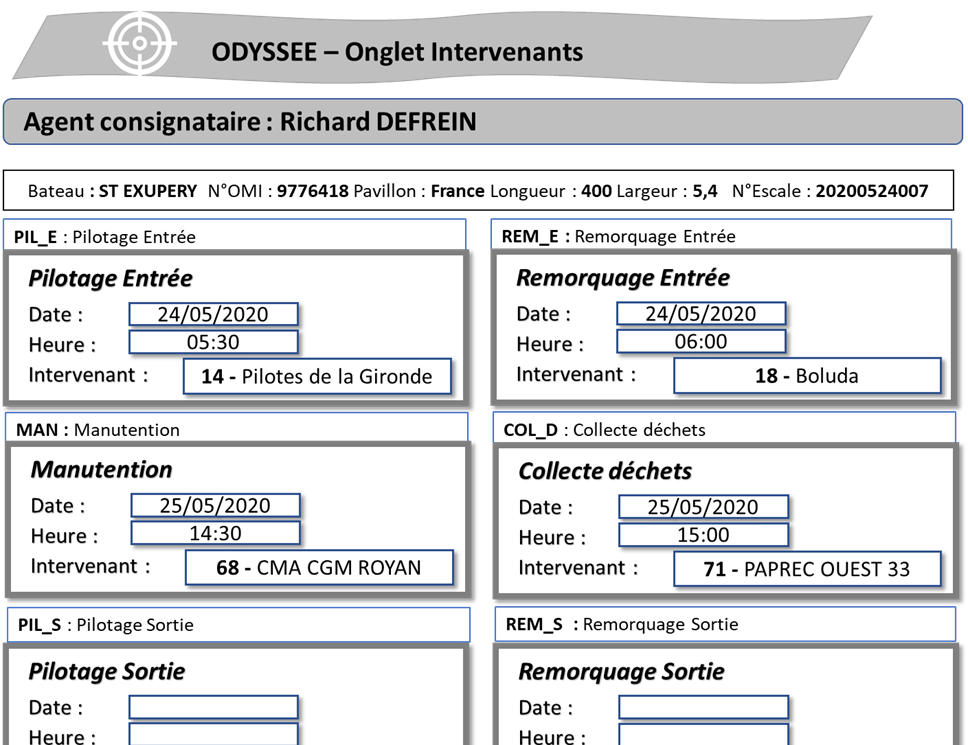 ODYSSEE – Onglet Intervenants
Agent consignataire : Richard DEFREIN
Bateau : ST EXUPERY N°OMI : 9776418 Pavillon : France Longueur : 400 Largeur : 5,4 N°Escale : 20200524007
PIL_E : Pilotage Entrée
Pilotage Entrée
Date : 24/05/2020
Heure : 05:30
Intervenant : 14 - Pilotes de la Gironde
REM_E : Remorquage Entrée
Remorquage Entrée
Date : 24/05/2020
Heure : 06:00
Intervenant : 18 - Boluda
MAN : Manutention
Manutention
Date : 25/05/2020
Heure : 14:30
Intervenant : 68 - CMA CGM ROYAN
COL_D : Collecte déchets
Collecte déchets
Date : 25/05/2020
Heure : 15:00
Intervenant : 71 - PAPREC OUEST 33
PIL_S : Pilotage Sortie
Pilotage Sortie
Date :
Heure :
REM_S : Remorquage Sortie
Remorquage Sortie
Date :
Heure :